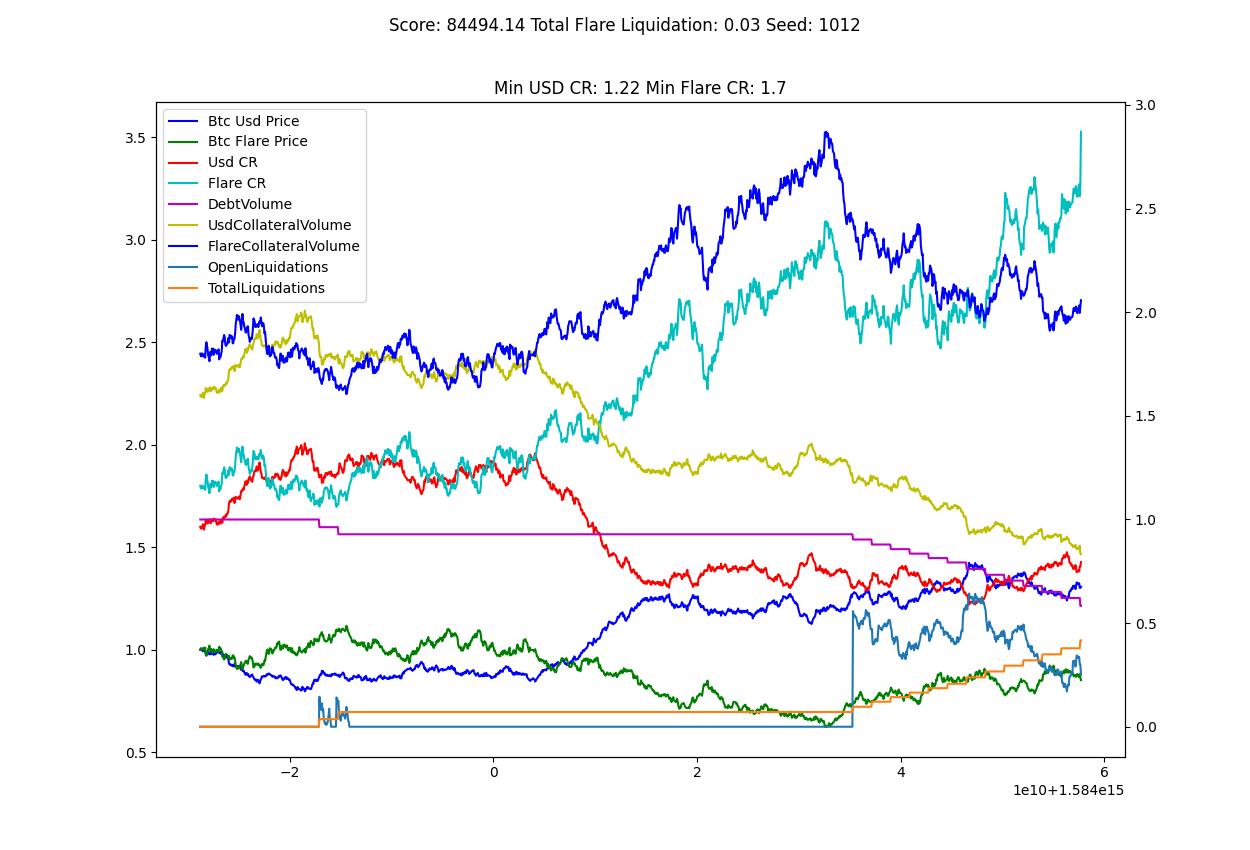 Score: 84494.14 Total Flare Liquidation: 0.03 Seed: 1012
Min USD CR: 1.22 Min Flare CR: 1.7
Btc Usd Price
Btc Flare Price
Usd CR
Flare CR
DebtVolume
UsdCollateralVolume
FlareCollateralVolume
OpenLiquidations
TotalLiquidations
3.5
3.0
2.5
2.0
1.5
1.0
0.5
3.0
2.5
2.0
1.5
1.0
0.5
0.0
−2
0
2
4
6
1e10+1.584e15